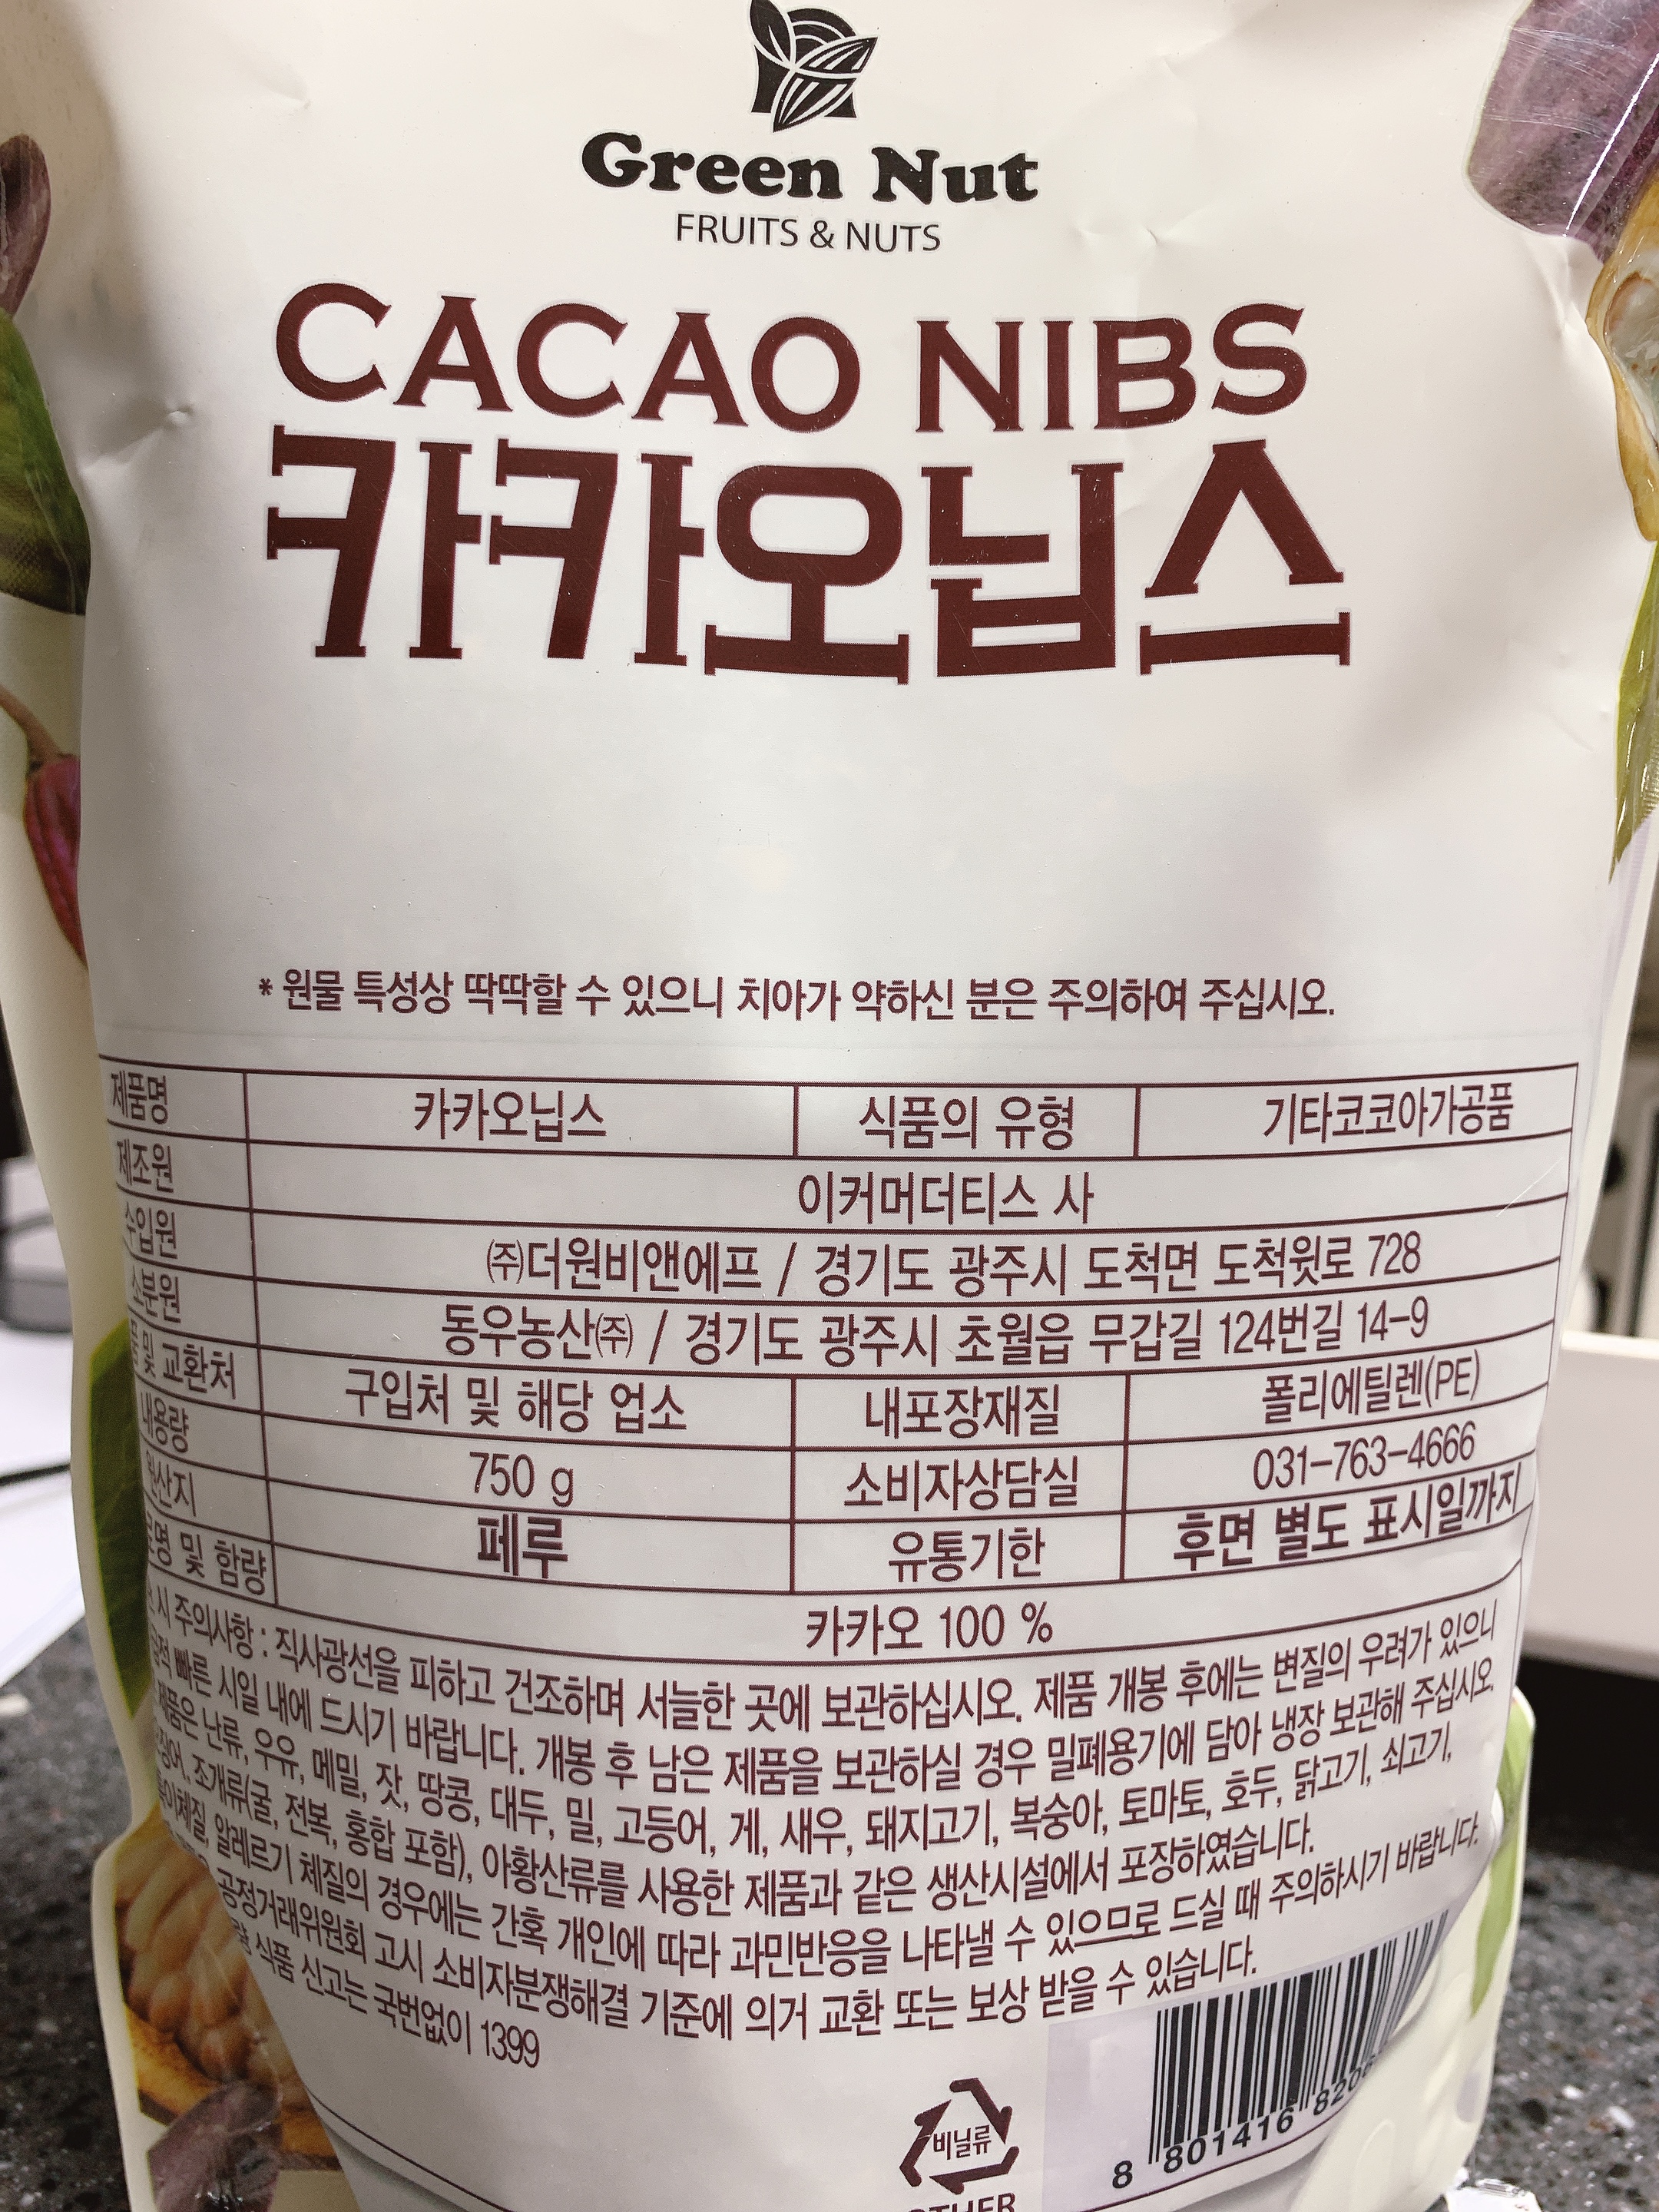 Green Nut
FRUITS & NUTS
CACAO NIBS
카카오닙스
* 원물 특성상 딱딱할 수 있으니 치아가 약하신 분은 주의하여 주십시오.
제품명 카카오닙스 식품의 유형 기타코코아가공품
제조원 이커머더티스 사
수입원 ㈜더원비앤에프 / 경기도 광주시 도척면 도척윗로 728
소분원 동우농산㈜ / 경기도 광주시 초월읍 무갑길 124번길 14-9
및 교환처 구입처 및 해당 업소 내포장재질 폴리에틸렌(PE)
내용량 750 g 소비자상담실 031-763-4666
원산지 페루 유통기한 후면 별도 표시일까지
및 함량 카카오 100 %
시 주의사항 : 직사광선을 피하고 건조하며 서늘한 곳에 보관하십시오. 제품 개봉 후에는 변질의 우려가 있으니
빠른 시일 내에 드시기 바랍니다. 개봉 후 남은 제품을 보관하실 경우 밀폐용기에 담아 냉장 보관해 주십시오.
제품은 난류, 우유, 메밀, 잣, 땅콩, 대두, 밀, 고등어, 게, 새우, 돼지고기, 복숭아, 토마토, 호두, 닭고기, 쇠고기,
조개류(굴, 전복, 홍합 포함), 아황산류를 사용한 제품과 같은 생산시설에서 포장하였습니다.
알레르기 체질의 경우에는 간혹 개인에 따라 과민반응을 나타낼 수 있으므로 드실 때 주의하시기 바랍니다.
공정거래위원회 고시 소비자분쟁해결 기준에 의거 교환 또는 보상 받을 수 있습니다.
식품 신고는 국번없이 1399
비닐류
8 801416 820